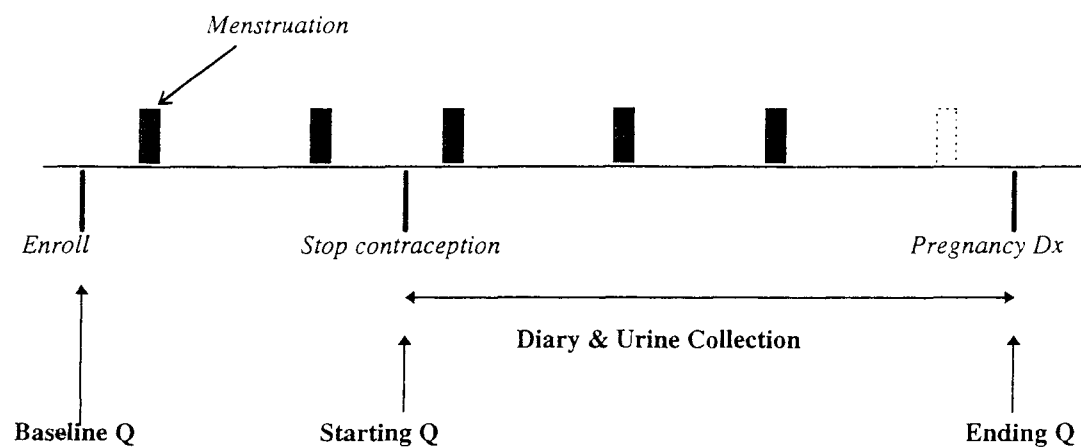 Menstruation
Enroll
Stop contraception
Pregnancy Dx
Diary & Urine Collection
Baseline Q
Starting Q
Ending Q